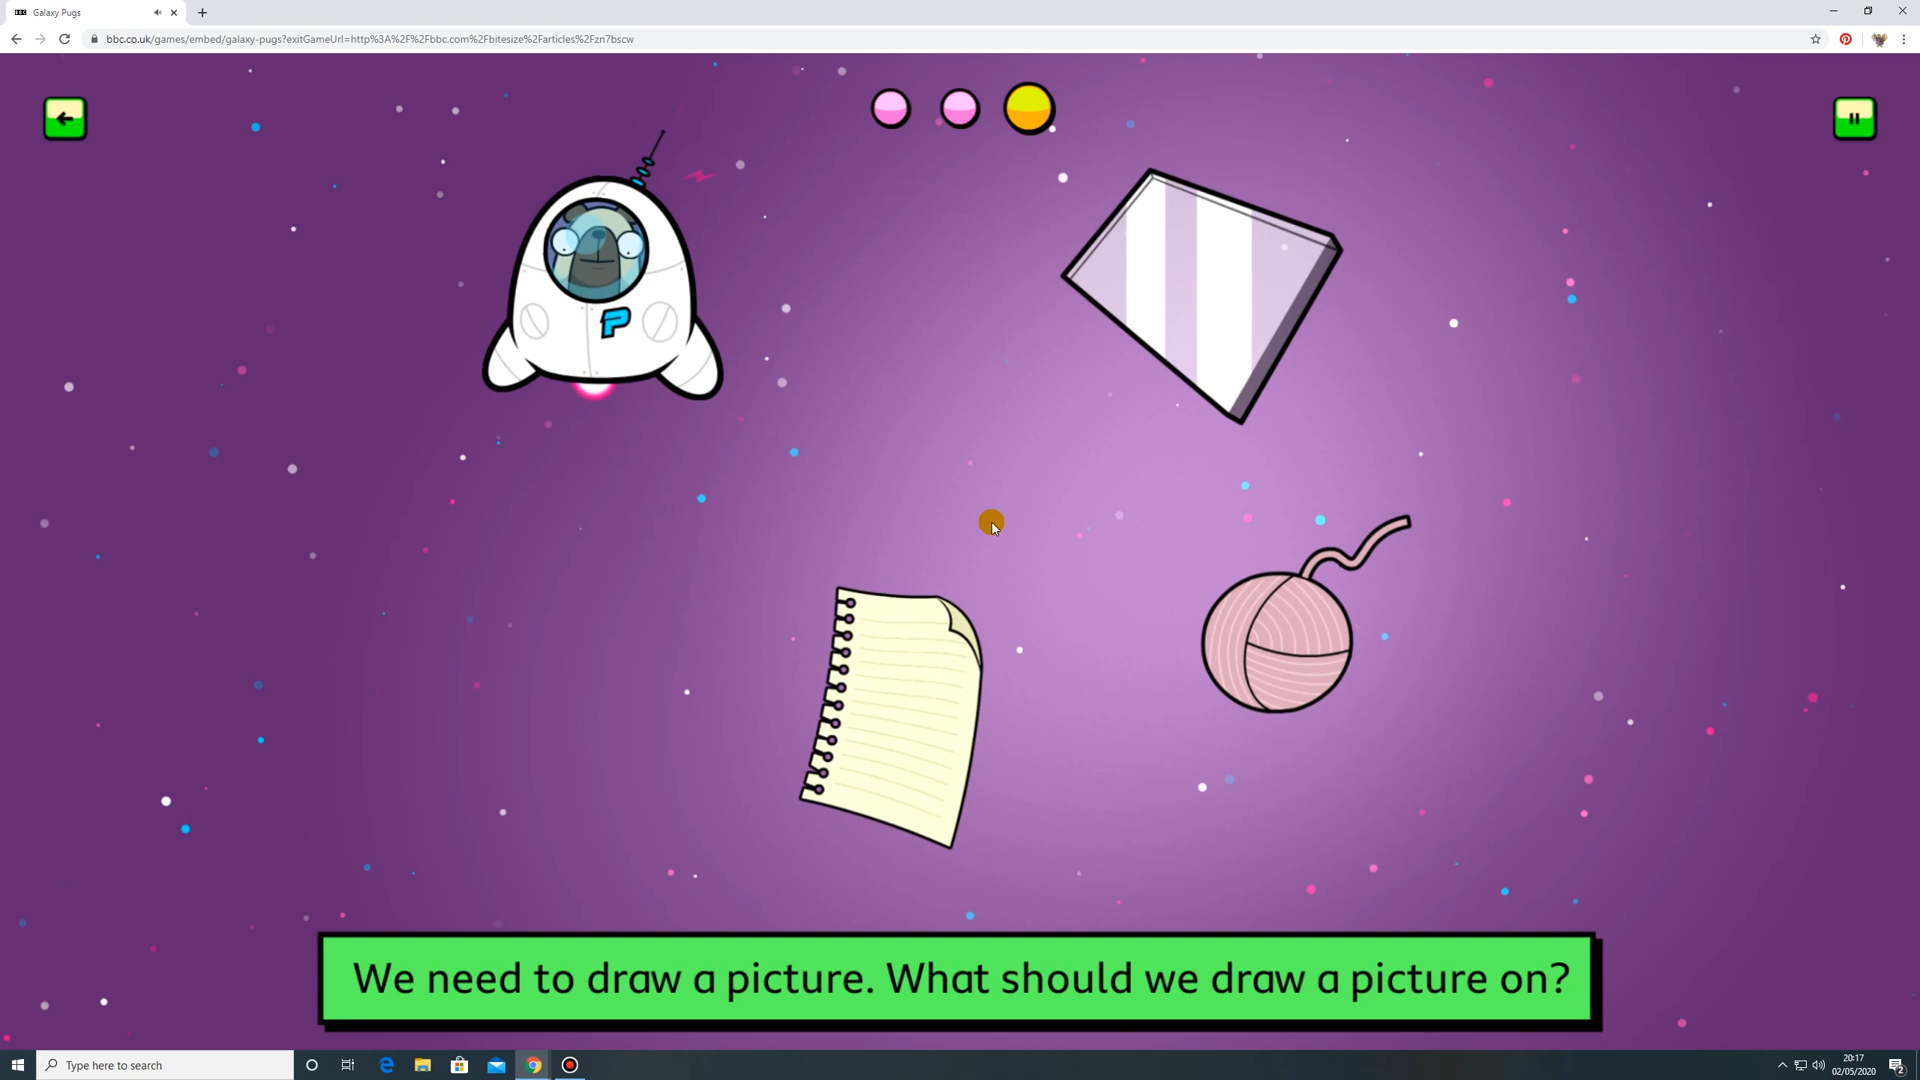 Galaxy Pugs
bbc.co.uk/games/embed/galaxy-pugs?exitGameUrl=http%3A%2F%2Fbbc.com%2Fbitesize%2Farticles%2Fzn7bscw
P
We need to draw a picture. What should we draw a picture on?
Type here to search
20:17
02/05/2020
2